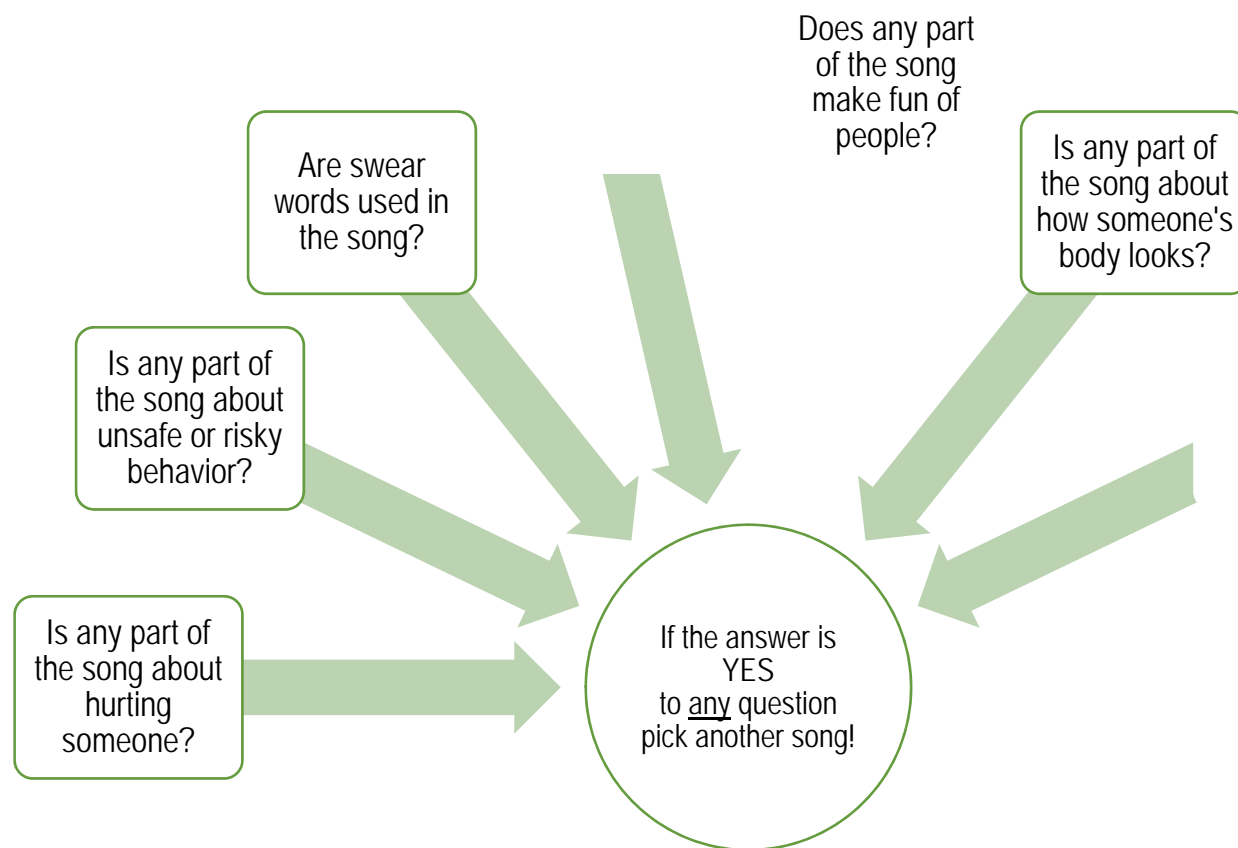 Does any part
of the song
make fun of
people?
Are swear
words used in
the song?
Is any part of
the song about
how someone's
body looks?
Is any part of
the song about
unsafe or risky
behavior?
Is any part of
the song about
hurting
someone?
If the answer is
YES
to any question
pick another song!